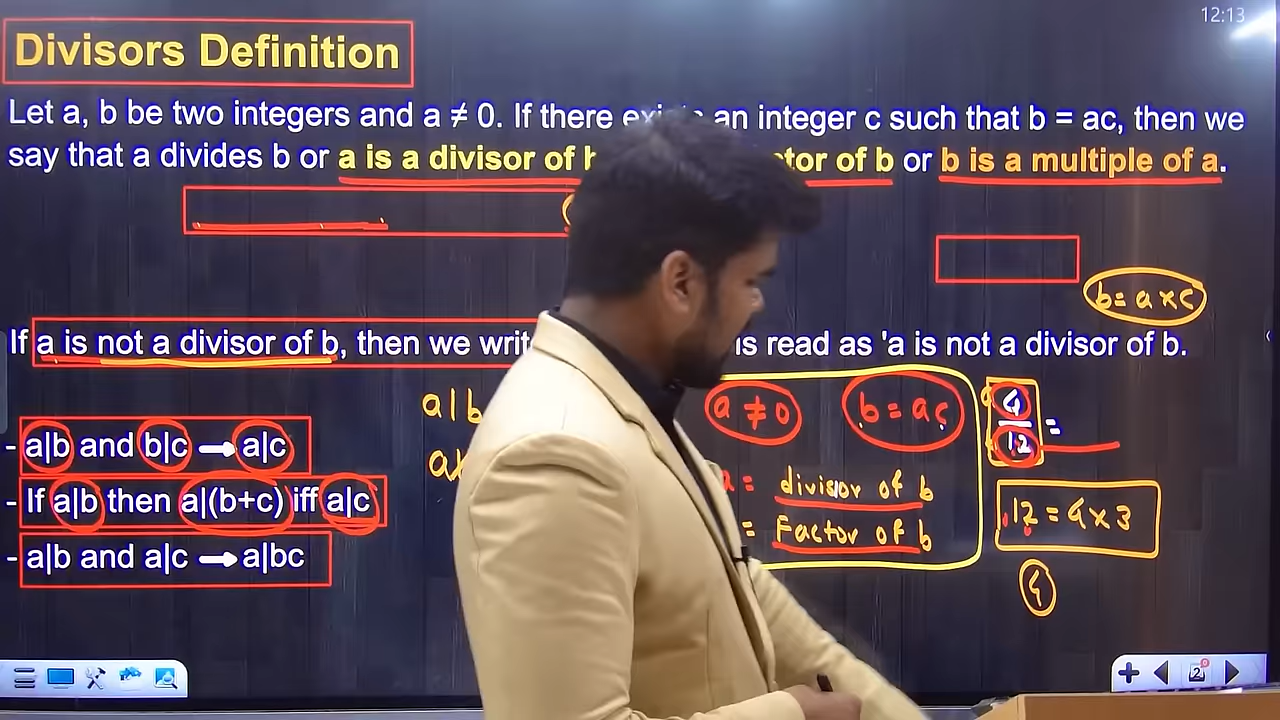 12:13
Divisors Definition
Let a, b be two integers and a ≠ 0. If there an integer c such that b = ac, then we
say that a divides b or a is a divisor of of b or b is a multiple of a.
b = a × c
If a is not a divisor of b, then we is read as 'a is not a divisor of b.
a|b
a ≠ 0
b = ac
12
=
- a|b and b|c → a|c
= divisor of b
- If a|b then a|(b+c) iff a|c
= Factor of b
12 = 4 × 3
- a|b and a|c → a|bc
4
2